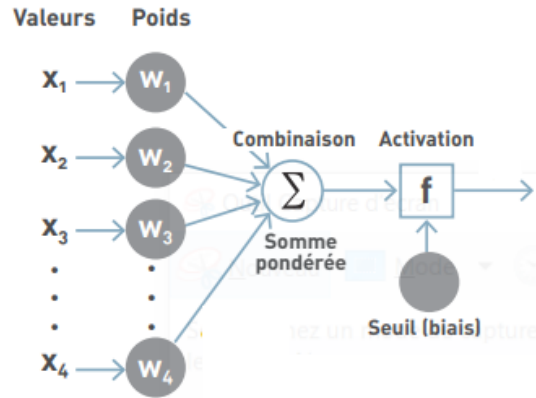 Valeurs Poids
x₁ w₁
Combinaison Activation
x₂ w₂
Σ f
x₃ w₃
Somme
pondérée
Seuil (biais)
x₄ w₄